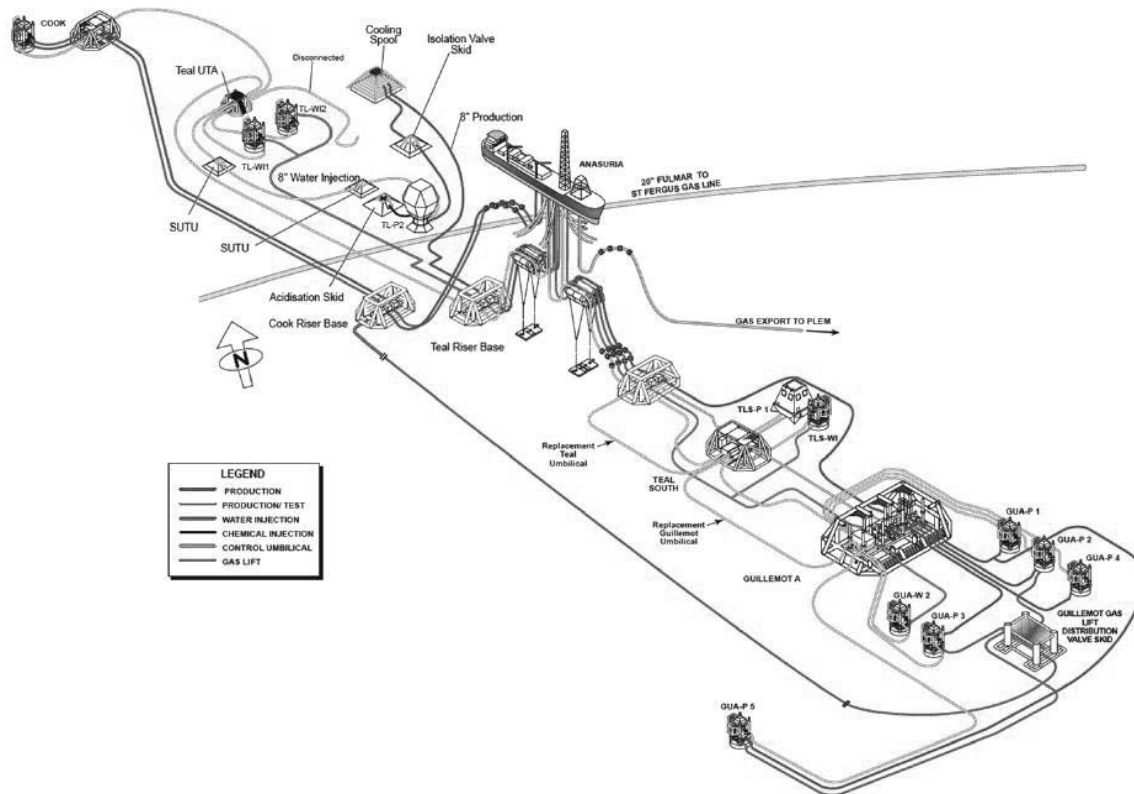 COOK
Cooling
Spool
Isolation Valve
Skid
Disconnected
Teal UTA
TL-WI2
TL-WI1
8" Production
ANASURIA
20" FULMAR TO
ST FERGUS GAS LINE
8" Water Injection
SUTU
SUTU
TL-P2
Acidisation Skid
Cook Riser Base
Teal Riser Base
GAS EXPORT TO PLEM
N
TLS-P 1
TLS-WI
Replacement
Teal
Umbilical
TEAL
SOUTH
Replacement
Guillemot
Umbilical
GUILLEMOT A
GUA-P 1
GUA-P 2
GUA-P 4
GUA-W 2
GUA-P 3
GUILLEMOT GAS
LIFT
DISTRIBUTION
VALVE SKID
GUA-P 5
LEGEND
PRODUCTION
PRODUCTION/ TEST
WATER INJECTION
CHEMICAL INJECTION
CONTROL UMBILICAL
GAS LIFT